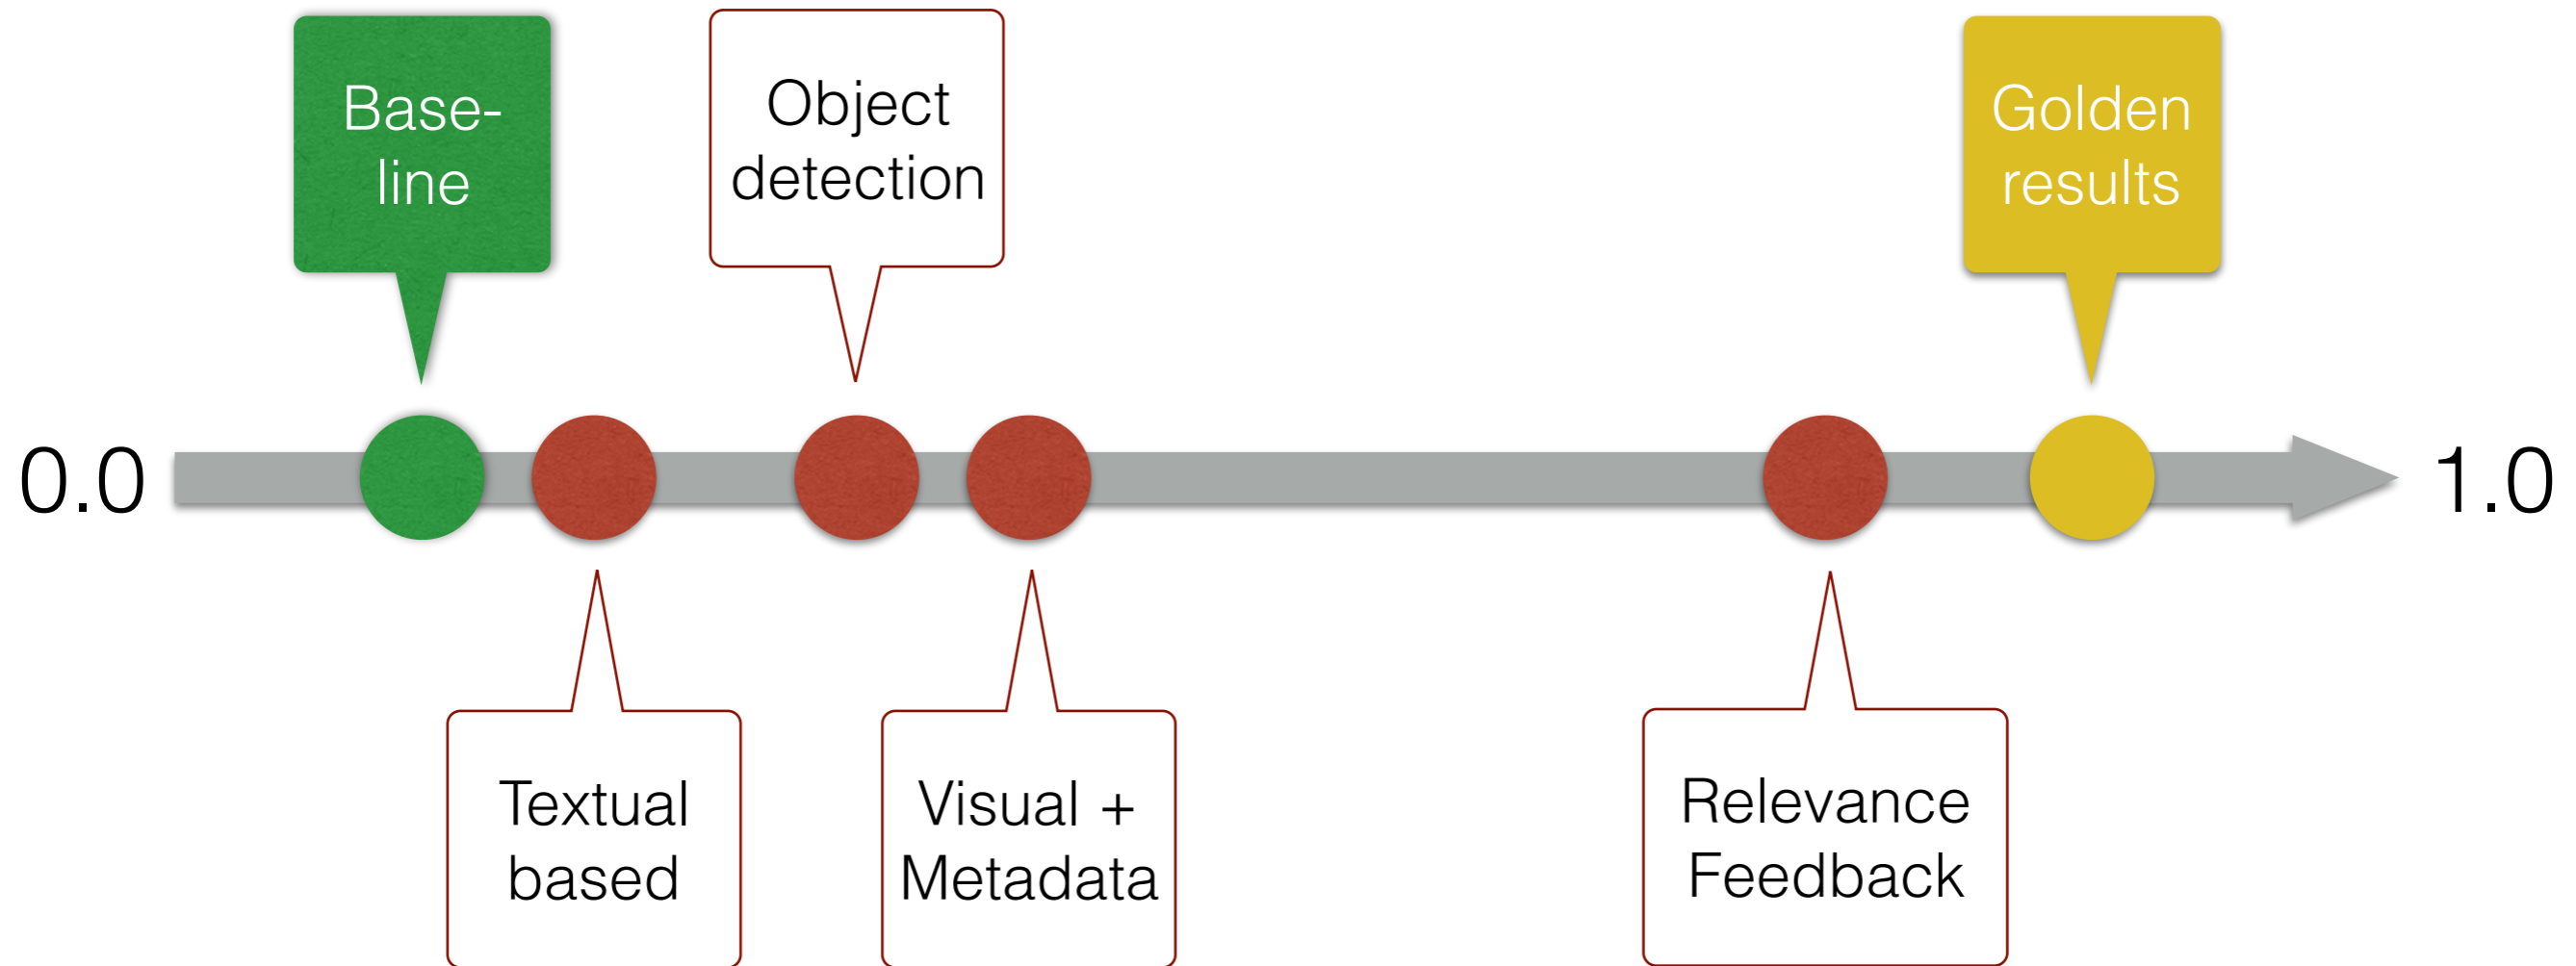 Base-
line
Object
detection
Golden
results
0.0
1.0
Textual
based
Visual +
Metadata
Relevance
Feedback